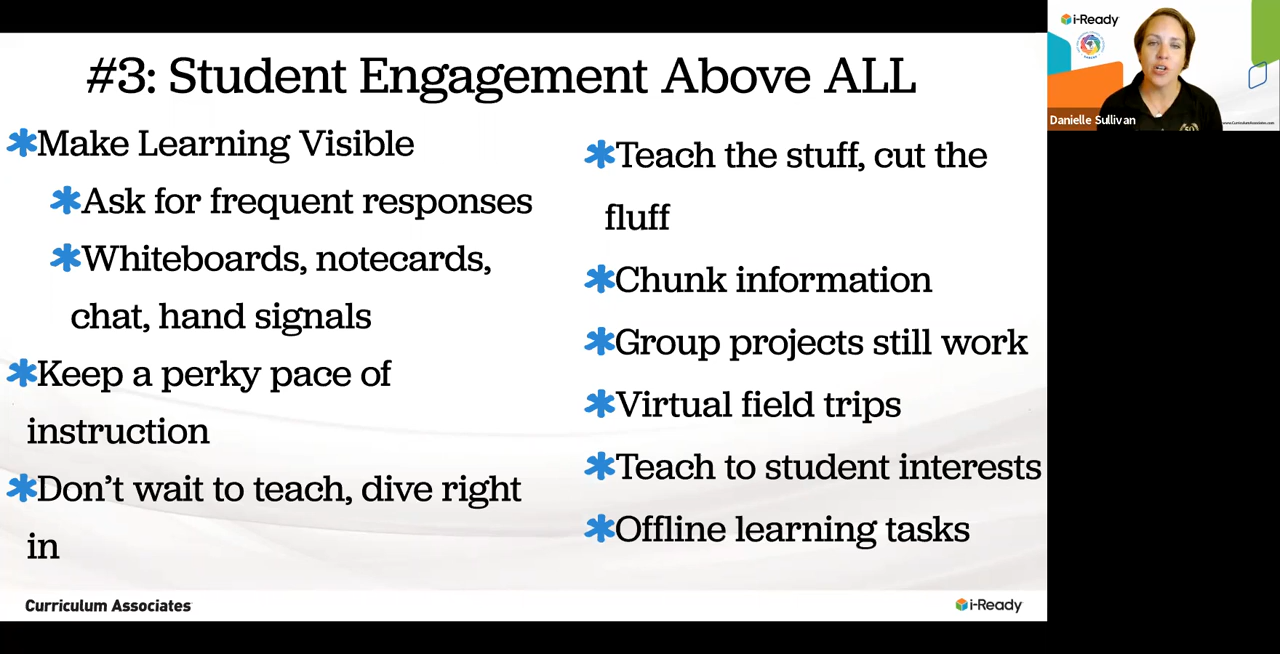 #3: Student Engagement Above ALL
Make Learning Visible
Ask for frequent responses
Whiteboards, notecards,
chat, hand signals
Keep a perky pace of
instruction
Don't wait to teach, dive right
in
Teach the stuff, cut the
fluff
Chunk information
Group projects still work
Virtual field trips
Teach to student interests
Offline learning tasks
Curriculum Associates
i-Ready
i-Ready
Danielle Sullivan
www.CurriculumAssociates.com